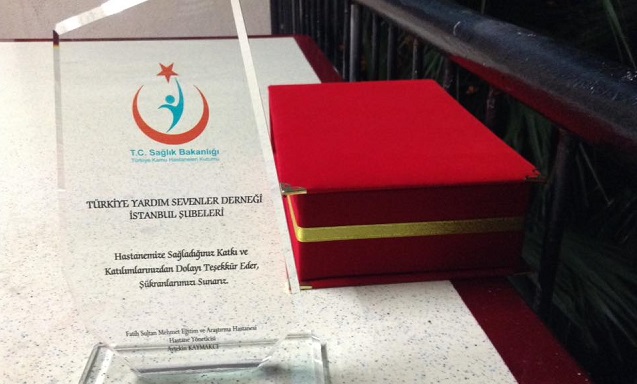 T.C. Sağlık Bakanlığı
Türkiye Kamu Hastaneleri Kurumu
TÜRKİYE YARDIM SEVENLER DERNEĞİ
İSTANBUL ŞUBELERİ
Hastanemize Sağladığınız Katkı ve
Katılımlarınızdan Dolayı Teşekkür Eder,
Şükranlarımızı Sunarız.
Fatih Sultan Mehmet Eğitim ve Araştırma Hastanesi
Hastane Yöneticisi
KAYMAKCI